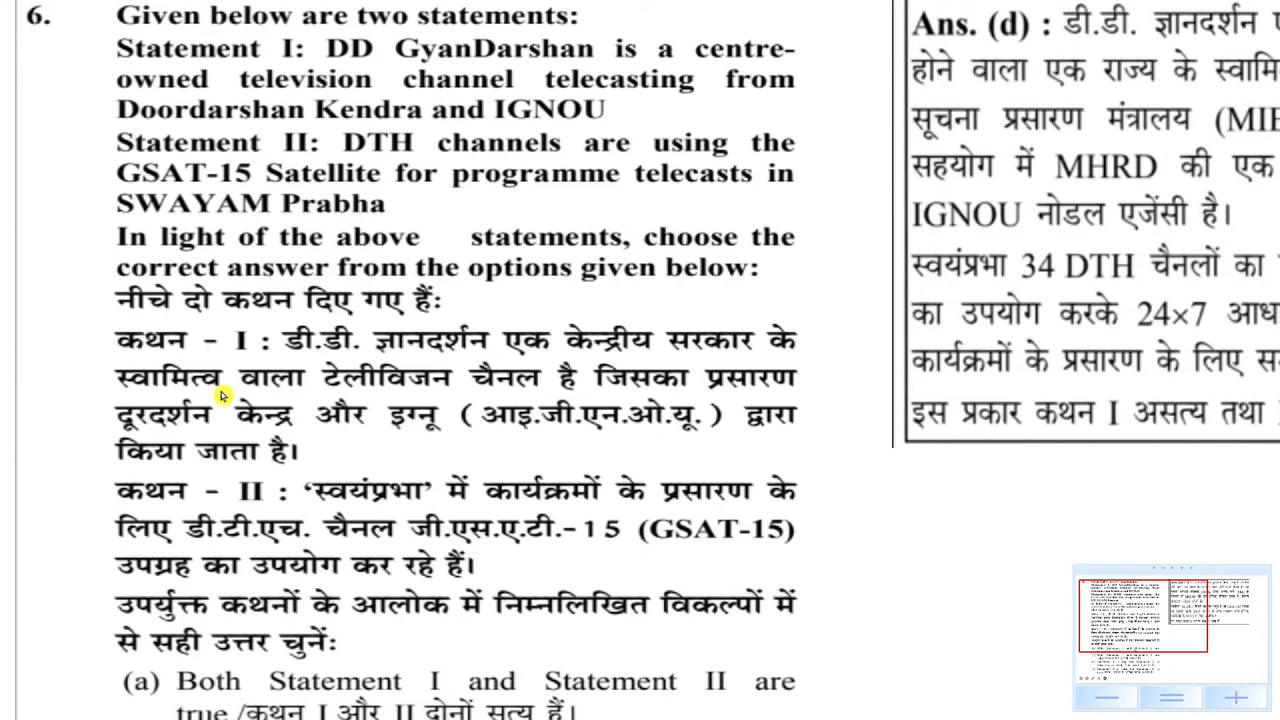 6. Given below are two statements:
Statement I: DD GyanDarshan is a centre-
owned television channel telecasting from
Doordarshan Kendra and IGNOU
Statement II: DTH channels are using the
GSAT-15 Satellite for programme telecasts in
SWAYAM Prabha
In light of the above statements, choose the
correct answer from the options given below:
नीचे दो कथन दिए गए हैं:
कथन - I : डी.डी. ज्ञानदर्शन एक केन्द्रीय सरकार के
स्वामित्व वाला टेलीविजन चैनल है जिसका प्रसारण
दूरदर्शन केन्द्र और इग्नू ( आइ.जी.एन.ओ.यू. ) द्वारा
किया जाता है।
कथन - II : ‘स्वयंप्रभा’ में कार्यक्रमों के प्रसारण के
लिए डी.टी.एच. चैनल जी.एस.ए.टी.-15 (GSAT-15)
उपग्रह का उपयोग कर रहे हैं।
उपर्युक्त कथनों के आलोक में निम्नलिखित विकल्पों में
से सही उत्तर चुनें:
(a) Both Statement I and Statement II are
true /कथन I और II दोनों सत्य हैं।
Ans. (d) : डी.डी. ज्ञानदर्शन
होने वाला एक राज्य के
सूचना प्रसारण मंत्रालय
सहयोग में MHRD की एक
IGNOU नोडल एजेंसी है।
स्वयंप्रभा 34 DTH चैनलों का
का उपयोग करके 24×7
कार्यक्रमों के प्रसारण के लिए
इस प्रकार कथन I असत्य तथा